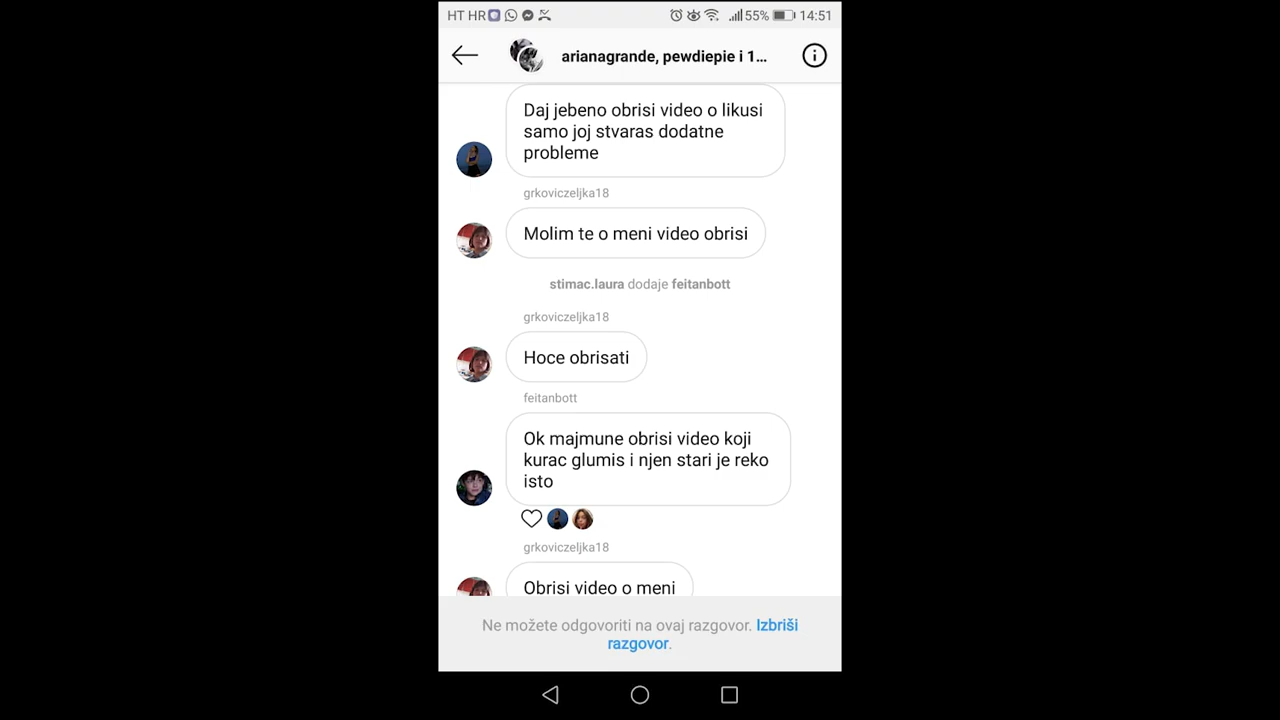 HT HR 55% 14:51
arianagrande, pewdiepie i 1...
Daj jebeno obrisi video o likusi
samo joj stvaras dodatne
probleme
grkoviczeljka18
Molim te o meni video obrisi
stimac.laura dodaje feitanbott
grkoviczeljka18
Hoce obrisati
feitanbott
Ok majmune obrisi video koji
kurac glumis i njen stari je reko
isto
grkoviczeljka18
Obrisi video o meni
Ne možete odgovoriti na ovaj razgovor. Izbriši
razgovor.